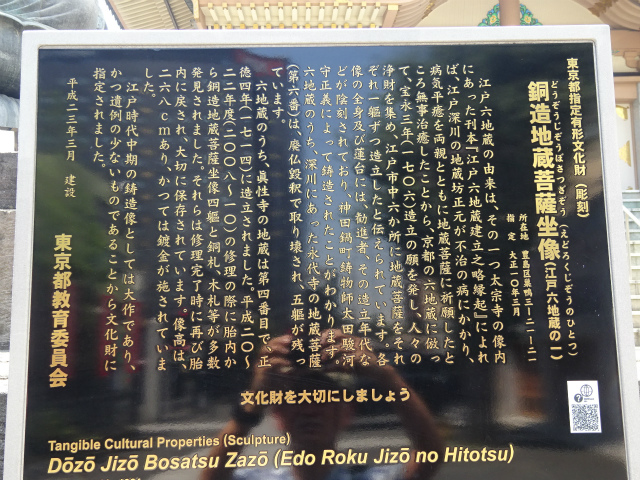 東京都指定有形文化財(彫刻)
どうぞうじぞうぼさつざぞう(えどろくじぞうのひとつ)
銅造地蔵菩薩坐像(江戸六地蔵の一)
所在地 豊島区巣鴨三-二一-二一
指定 大正一〇年三月
江戸六地蔵の由来は、その一つ太宗寺の像内
にあった刊本『江戸六地蔵建立之略縁起』によれ
ば、江戸深川の地蔵坊正元が不治の病にかかり、
病気平癒を両親とともに地蔵菩薩に祈願したと
ころ無事治癒したことから、京都の六地蔵に倣っ
て、宝永三年(一七〇六)造立の願を発し、人々の
浄財を集め、江戸市中六か所に地蔵菩薩をそれ
ぞれ一軀ずつ造立したと伝えられています。各
像の全身及び蓮台には、勧進者、その造立年代な
どが陰刻されており、神田鍋町鋳物師太田駿河
守正義によって鋳造されたことがわかります。
六地蔵のうち、深川にあった永代寺の地蔵菩薩
(第六番)は、廃仏毀釈で取り壊され、五軀が残っ
ています。
六地蔵のうち、眞性寺の地蔵は第四番目で、正
徳四年(一七一四)に造立されました。平成二〇~
二二年度(二〇〇八~一〇)の修理の際に胎内か
ら銅造地蔵菩薩坐像四軀と銅札、木札等が多数
発見されました。それらは修理完了時に再び胎
内に戻され、大切に保存されています。像高は、
二六八cmあり、かつては鍍金が施されていま
した。
江戸時代中期の鋳造像としては大作であり、
かつ遺例の少ないものであることから文化財に
指定されました。
平成二三年三月 建設
東京都教育委員会
文化財を大切にしましょう
Tangible Cultural Properties (Sculpture)
Dōzō Jizō Bosatsu Zazō (Edo Roku Jizō no Hitotsu)